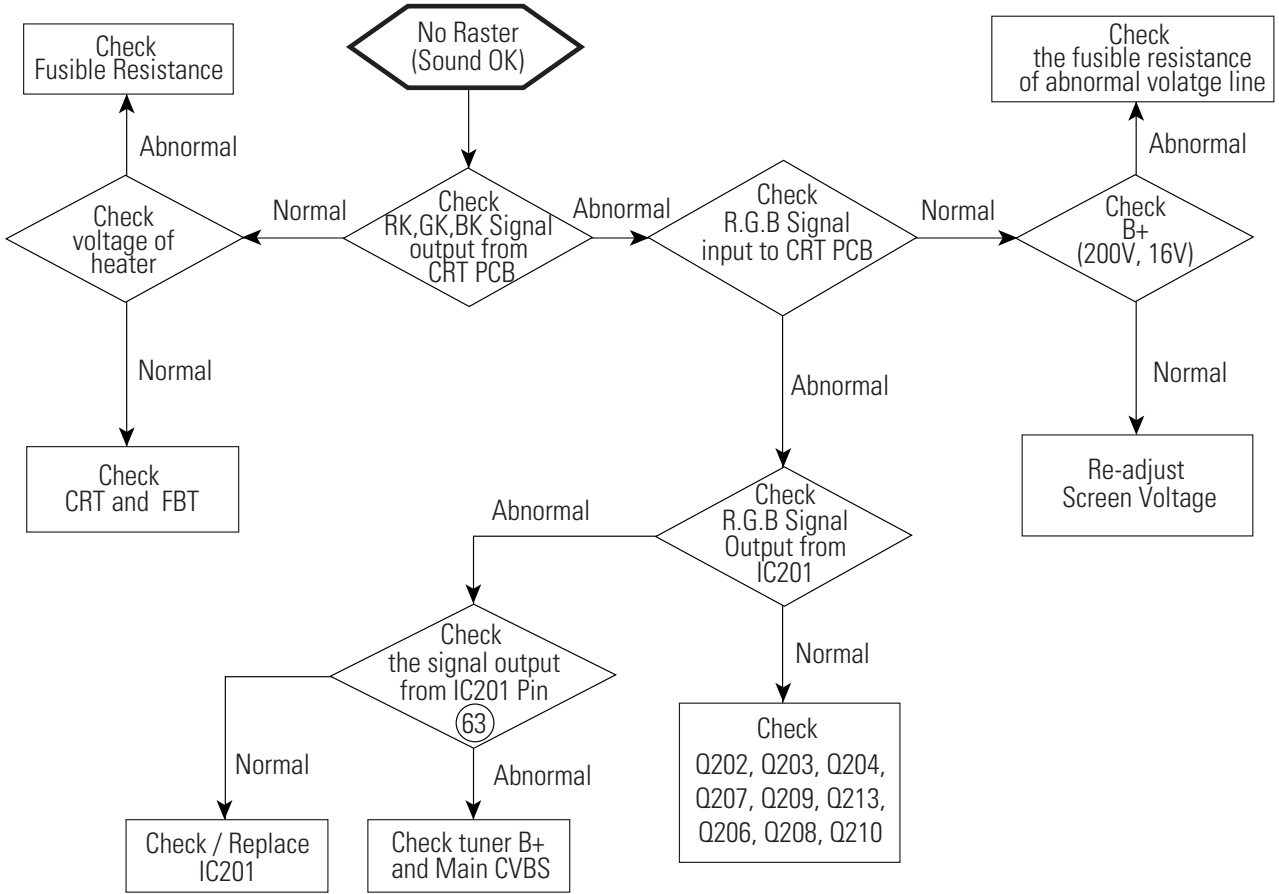 No Raster
(Sound OK)
Check
Fusible Resistance
Check
the fusible resistance
of abnormal volatge line
Abnormal
Abnormal
Check
voltage of
heater
Normal
Check
RK,GK,BK Signal
output from
CRT PCB
Abnormal
Check
R.G.B Signal
input to CRT PCB
Normal
Check
B+
(200V, 16V)
Normal
Abnormal
Normal
Check
CRT and FBT
Re-adjust
Screen Voltage
Abnormal
Check
R.G.B Signal
Output from
IC201
Check
the signal output
from IC201 Pin
63
Normal
Normal
Abnormal
Check
Q202, Q203, Q204,
Q207, Q209, Q213,
Q206, Q208, Q210
Check / Replace
IC201
Check tuner B+
and Main CVBS